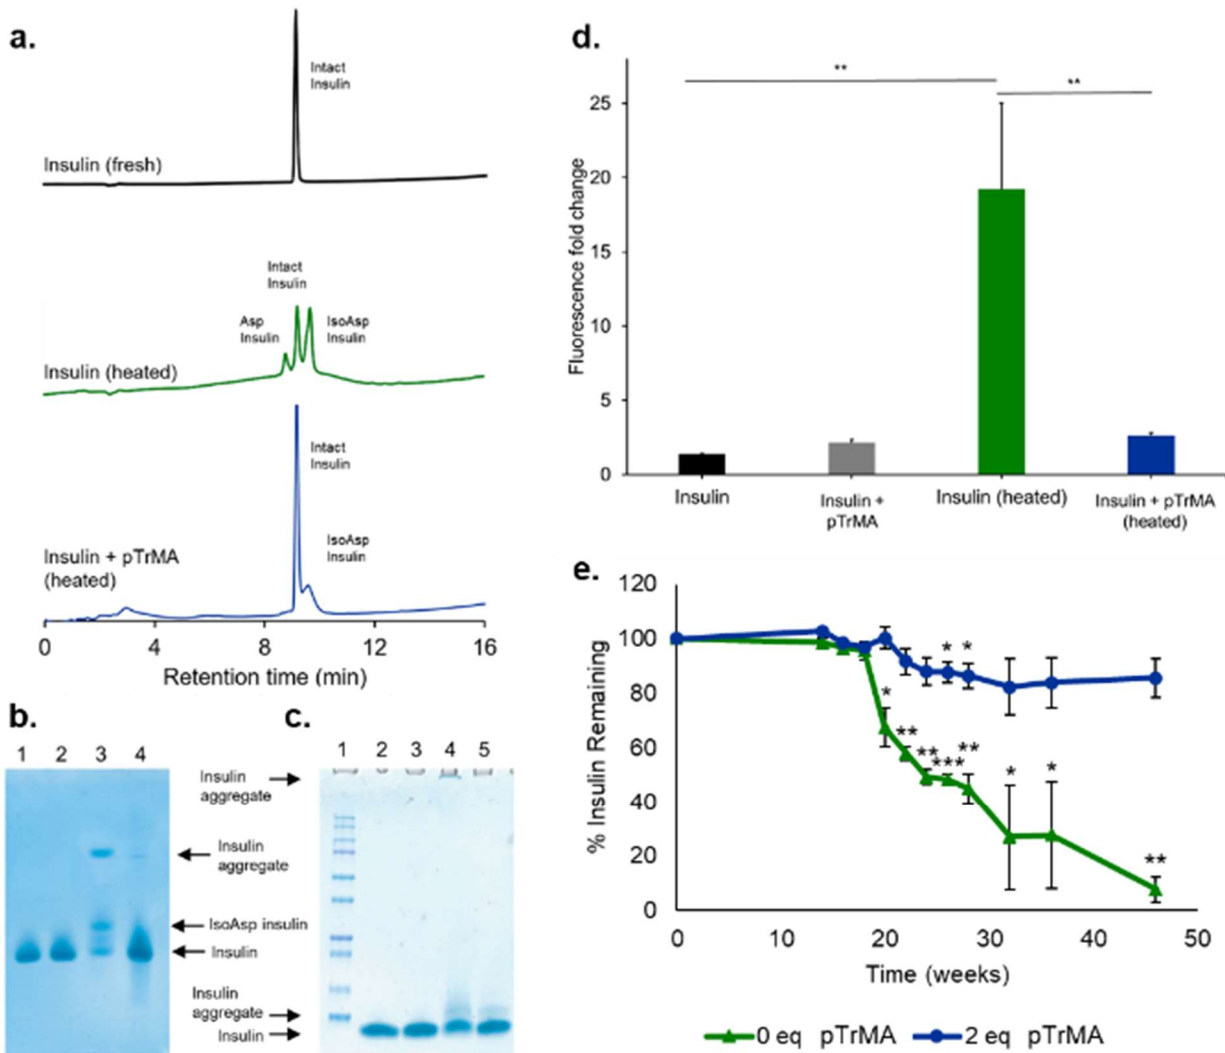 a.
Intact
Insulin
Insulin (fresh)
Intact
Insulin
Asp
Insulin
IsoAsp
Insulin
Insulin (heated)
Intact
Insulin
IsoAsp
Insulin
Insulin + pTrMA
(heated)
0 4 8 12 16
Retention time (min)
b.
1 2 3 4
Insulin
aggregate
IsoAsp insulin
Insulin
c.
1 2 3 4 5
Insulin
aggregate
Insulin
aggregate
Insulin
d.
** **
Fluorescence fold change
25
20
15
10
5
0
Insulin
Insulin +
pTrMA
Insulin (heated)
Insulin + pTrMA
(heated)
e.
% Insulin Remaining
120
100
80
60
40
20
0
* *
* ** ** *** ** * * **
0 10 20 30 40 50
Time (weeks)
0 eq pTrMA 2 eq pTrMA